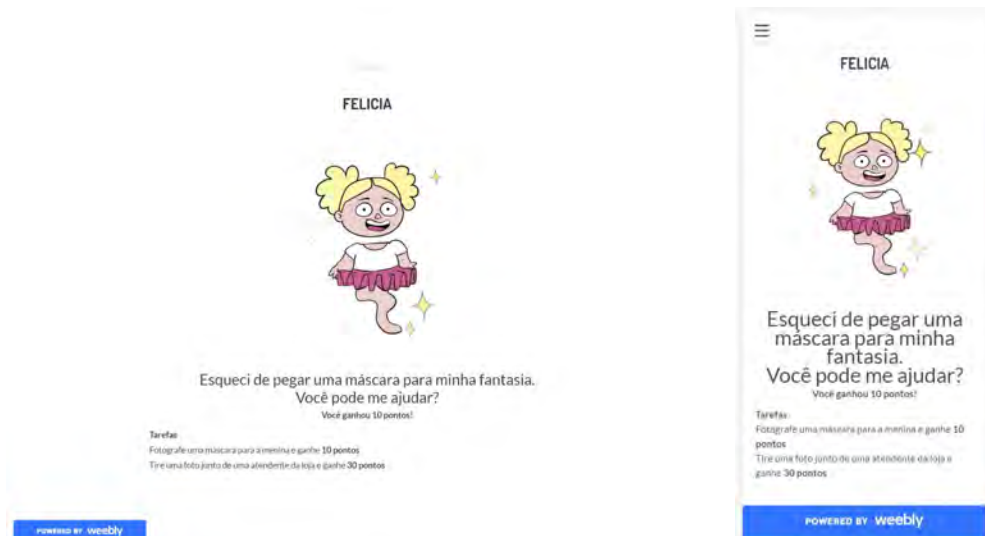 FELICIA
Esqueci de pegar uma máscara para minha fantasia.
Você pode me ajudar?
Você ganhou 10 pontos!
Tarefas
Fotografe uma máscara para a menina e ganhe 10 pontos
Tire uma foto junto de uma atendente da loja e ganhe 30 pontos
POWERED BY weebly
FELICIA
Esqueci de pegar uma
máscara para minha
fantasia.
Você pode me ajudar?
Você ganhou 10 pontos!
Tarefas
Fotografe uma máscara para a menina e ganhe 10
pontos
Tire uma foto junto de uma atendente da loja e
ganhe 30 pontos
POWERED BY weebly